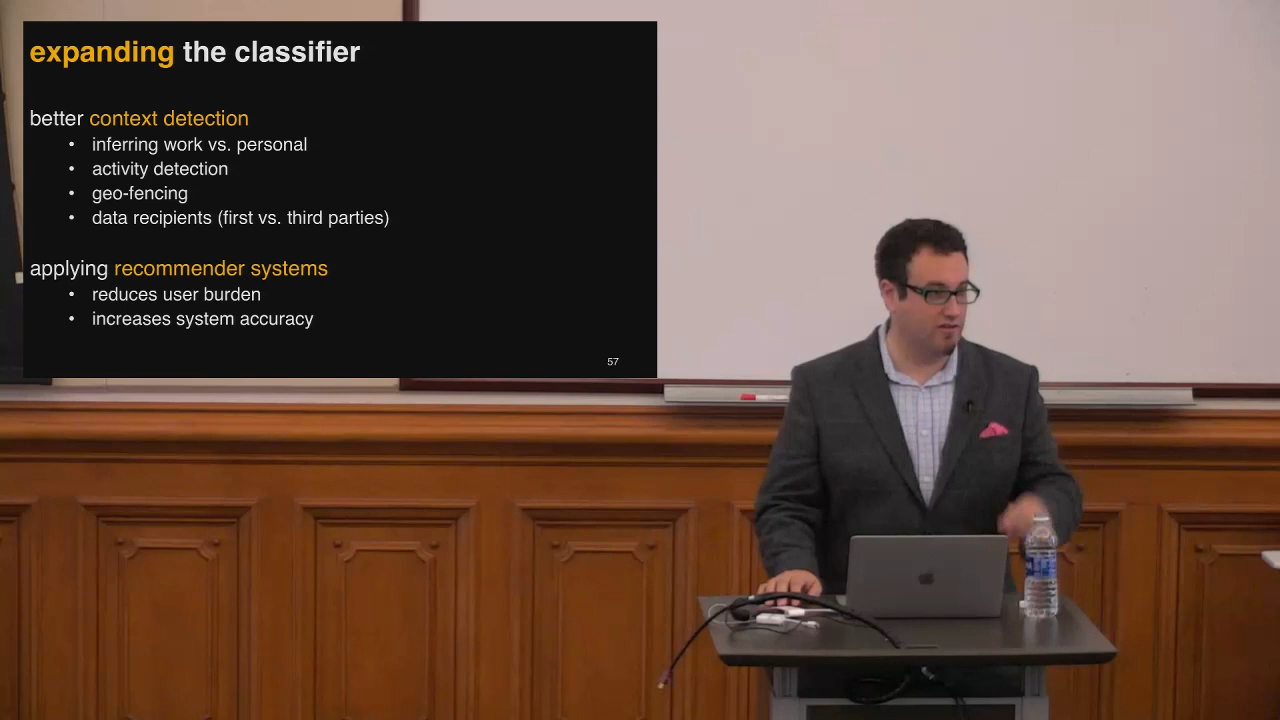 expanding the classifier
better context detection
• inferring work vs. personal
• activity detection
• geo-fencing
• data recipients (first vs. third parties)
applying recommender systems
• reduces user burden
• increases system accuracy
57